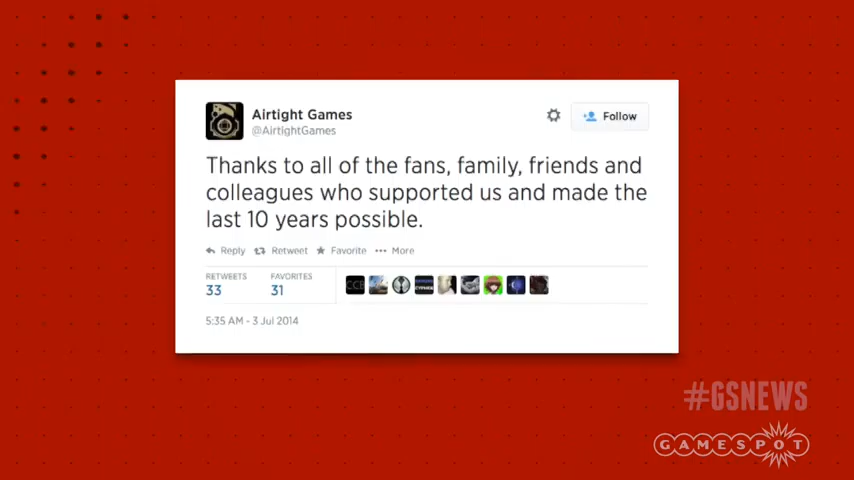 Airtight Games
@AirtightGames
Follow
Thanks to all of the fans, family, friends and
colleagues who supported us and made the
last 10 years possible.
Reply Retweet Favorite ••• More
RETWEETS FAVORITES
33 31
5:35 AM - 3 Jul 2014
#GSNEWS
GAMESPOT